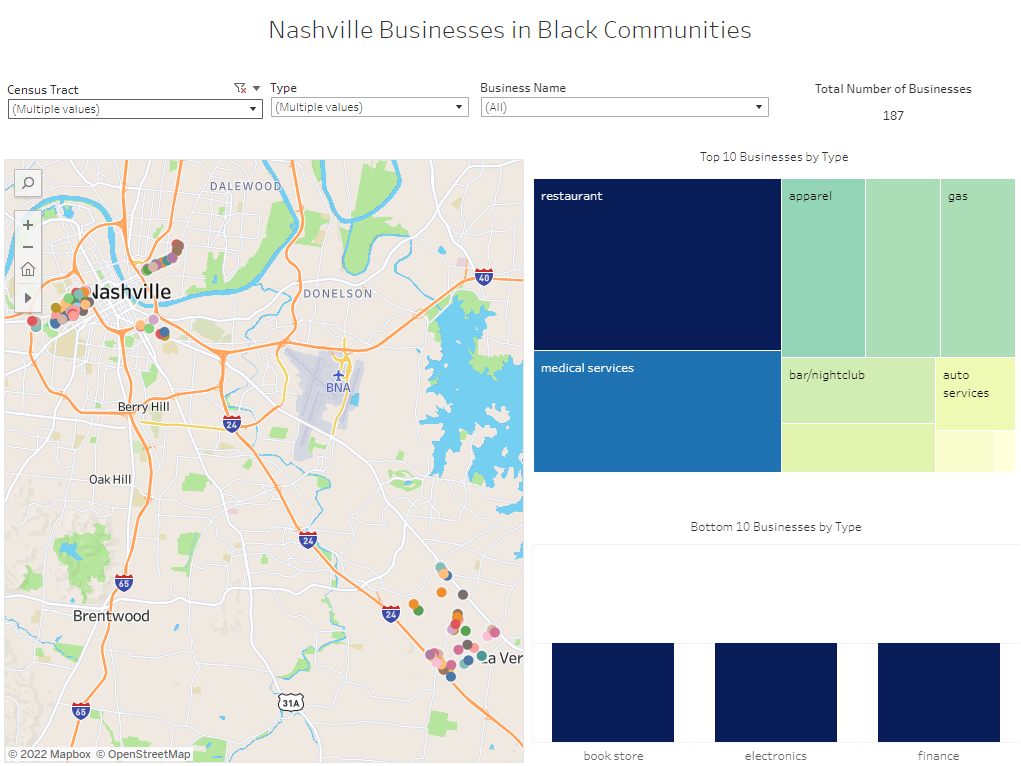 Nashville Businesses in Black Communities
Census Tract
(Multiple values)
Type
(Multiple values)
Business Name
(All)
Total Number of Businesses
187
DALEWOOD
Nashville
DONELSON
40
BNA
Berry Hill
24
Oak Hill
24
65
24
Brentwood
La Ver
65
31A
© 2022 Mapbox © OpenStreetMap
Top 10 Businesses by Type
restaurant
apparel
gas
medical services
bar/nightclub
auto
services
Bottom 10 Businesses by Type
book store
electronics
finance